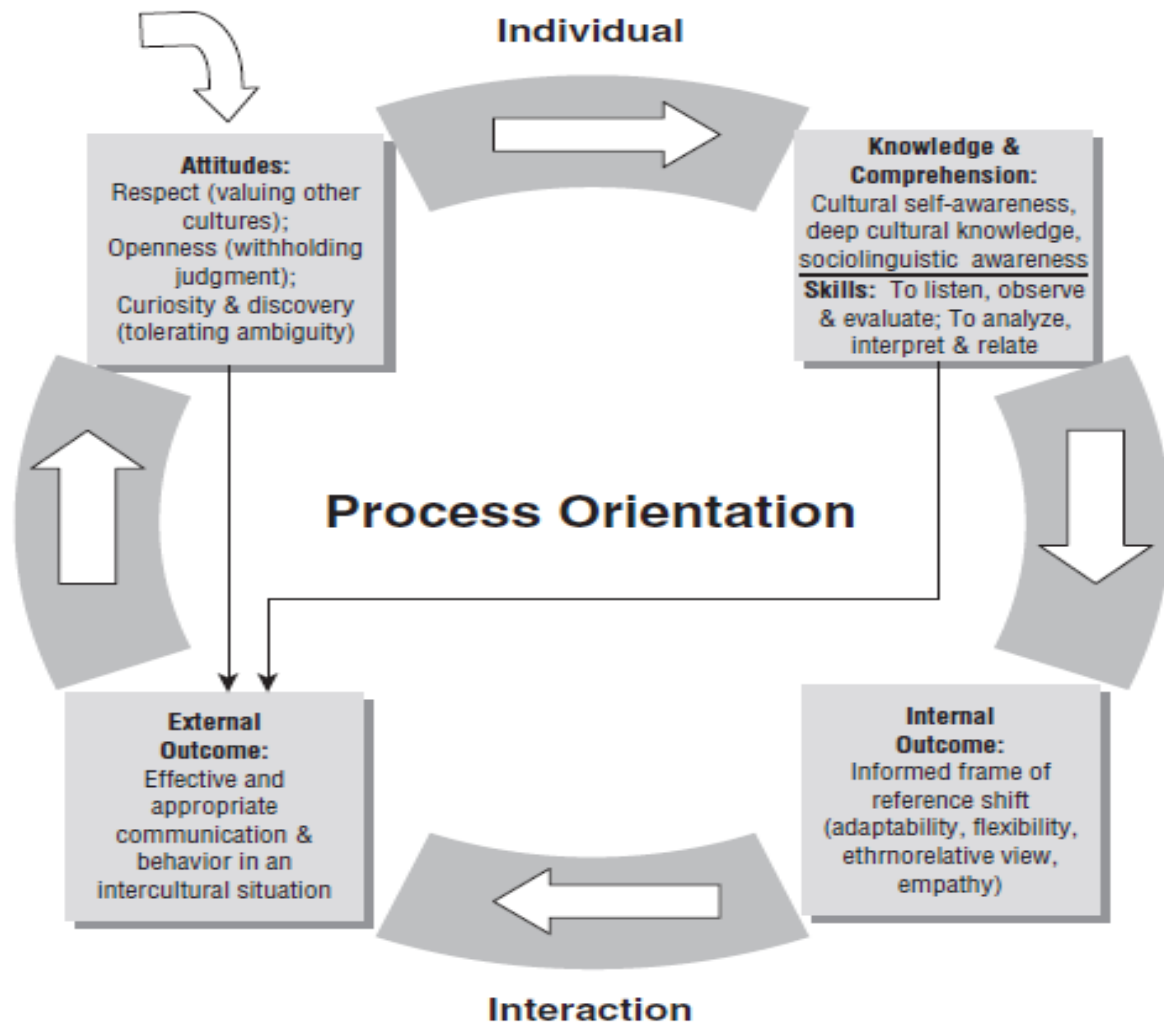 Individual
Attitudes:
Respect (valuing other
cultures);
Openness (withholding
judgment);
Curiosity & discovery
(tolerating ambiguity)
Knowledge &
Comprehension:
Cultural self-awareness,
deep cultural knowledge,
sociolinguistic awareness
Skills: To listen, observe
& evaluate; To analyze,
interpret & relate
Process Orientation
External
Outcome:
Effective and
appropriate
communication &
behavior in an
intercultural situation
Internal
Outcome:
Informed frame of
reference shift
(adaptability, flexibility,
ethrnorelative view,
empathy)
Interaction